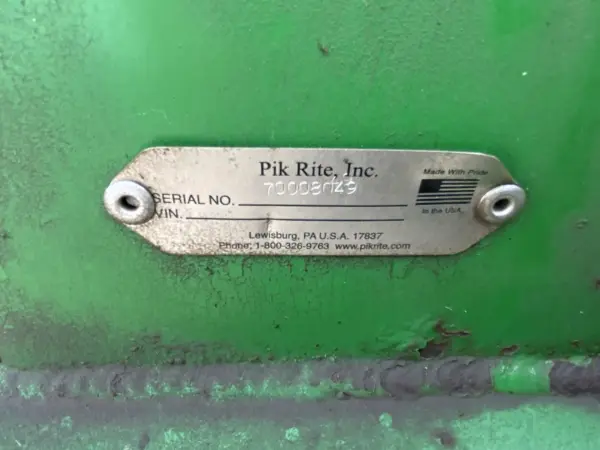 Pik Rite, Inc.
Made With Pride
SERIAL NO.
VIN.
In the USA
Lewisburg, PA U.S.A. 17837
Phone; 1-800-326-9763 www.pikrite.com